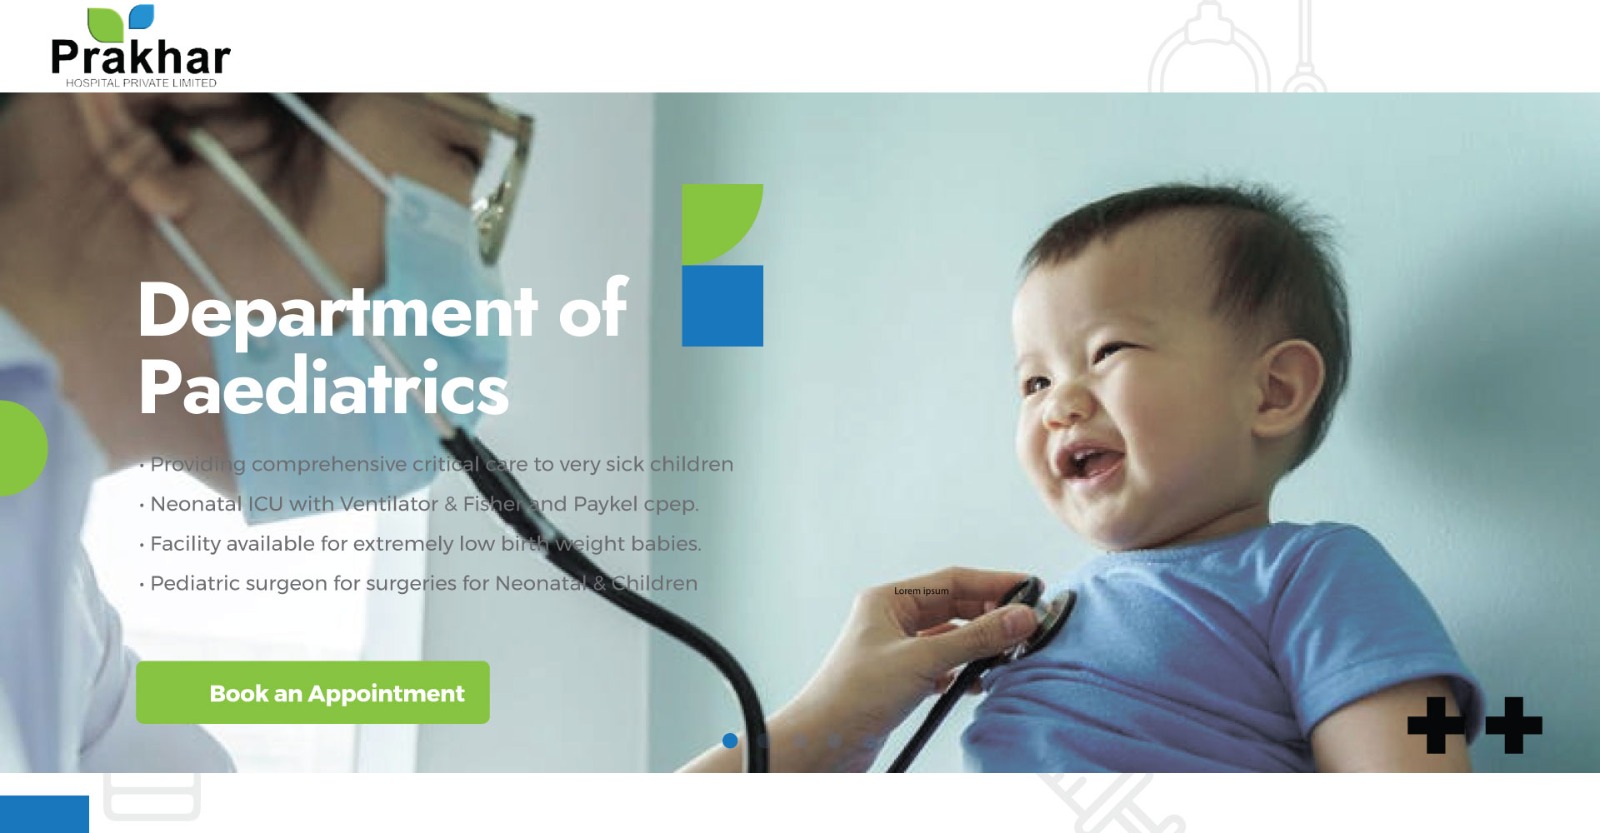 Prakhar
HOSPITAL PRIVATE LIMITED
Department of
Paediatrics
• Providing comprehensive critical care to very sick children
• Neonatal ICU with Ventilator & Fisher and Paykel cpep.
• Facility available for extremely low birth weight babies.
• Pediatric surgeon for surgeries for Neonatal & Children
Lorem ipsum
Book an Appointment